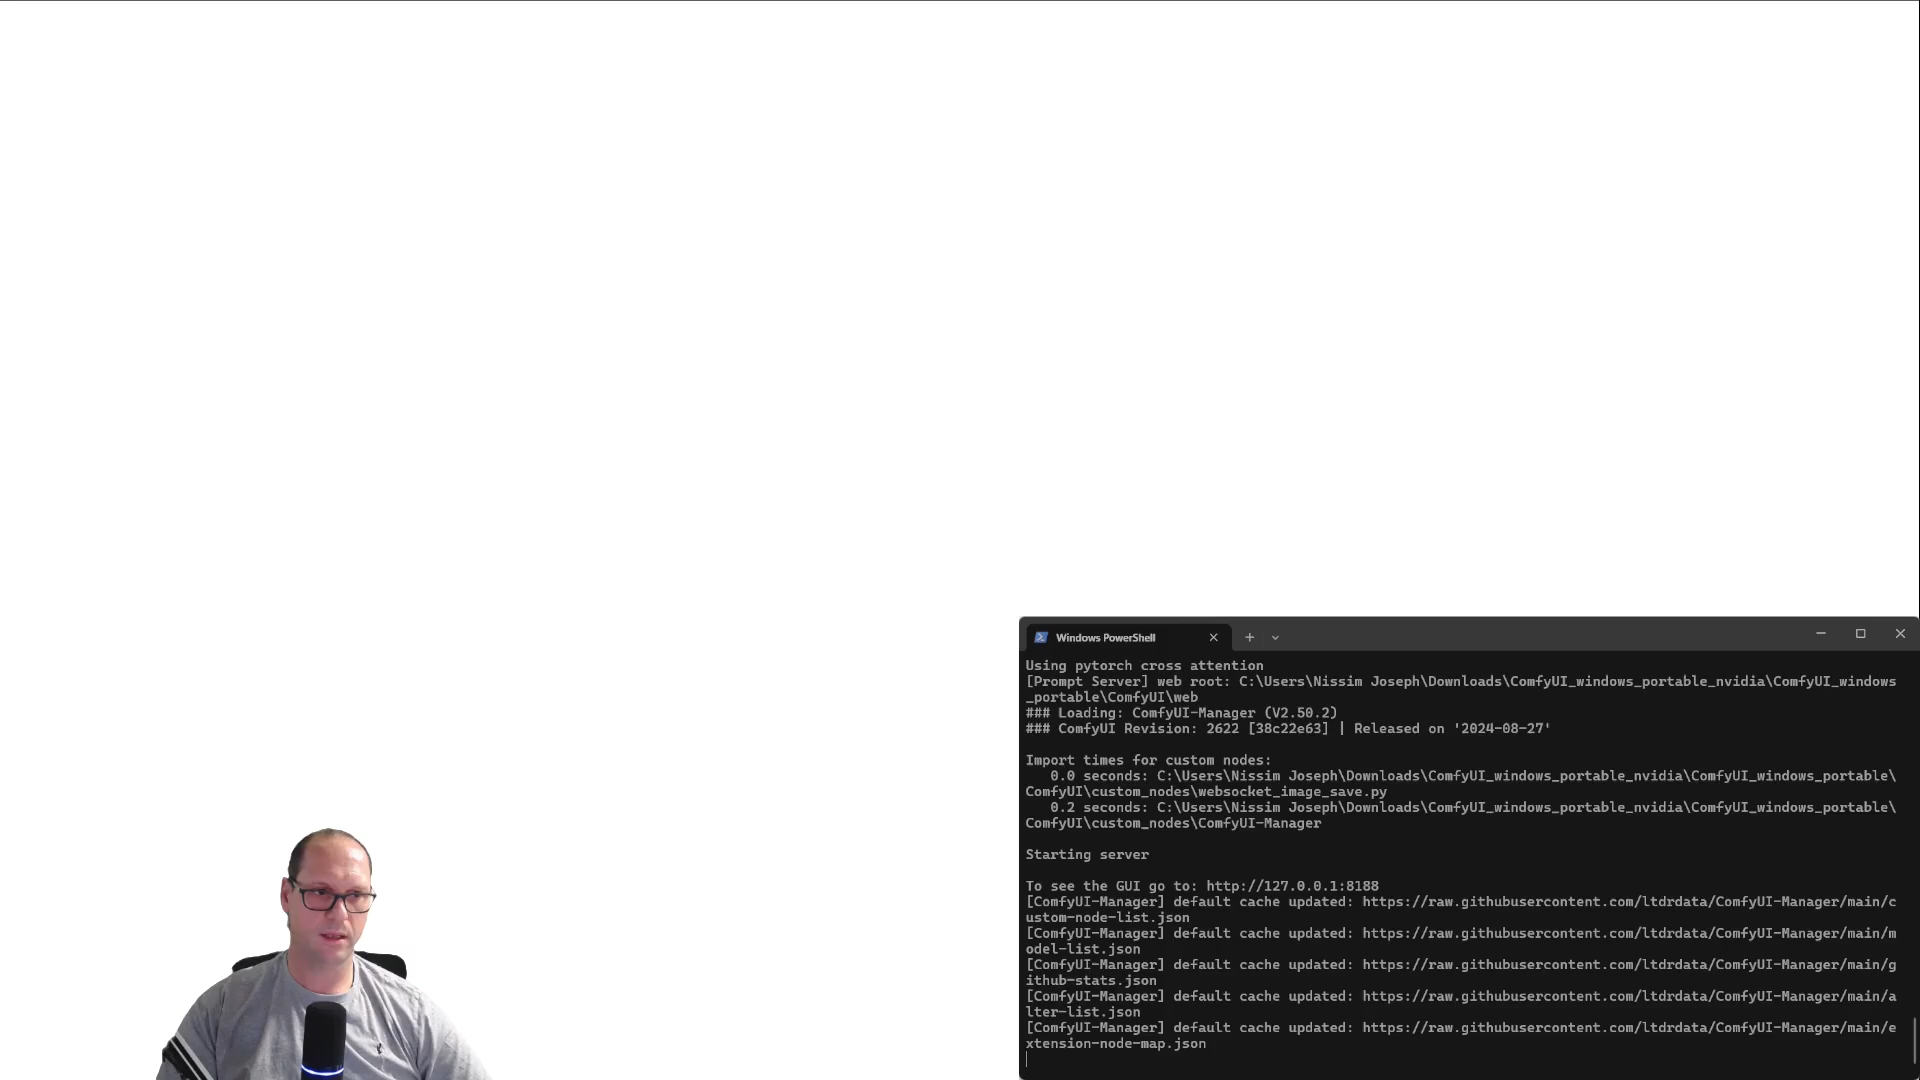 Windows PowerShell
Using pytorch cross attention
[Prompt Server] web root: C:\Users\Nissim Joseph\Downloads\ComfyUI_windows_portable_nvidia\ComfyUI_windows
_portable\ComfyUI\web
### Loading: ComfyUI-Manager (V2.50.2)
### ComfyUI Revision: 2622 [38c22e63] | Released on '2024-08-27'
Import times for custom nodes:
0.0 seconds: C:\Users\Nissim Joseph\Downloads\ComfyUI_windows_portable_nvidia\ComfyUI_windows_portable\
ComfyUI\custom_nodes\websocket_image_save.py
0.2 seconds: C:\Users\Nissim Joseph\Downloads\ComfyUI_windows_portable_nvidia\ComfyUI_windows_portable\
ComfyUI\custom_nodes\ComfyUI-Manager
Starting server
To see the GUI go to: http://127.0.0.1:8188
[ComfyUI-Manager] default cache updated: https://raw.githubusercontent.com/ltdrdata/ComfyUI-Manager/main/c
ustom-node-list.json
[ComfyUI-Manager] default cache updated: https://raw.githubusercontent.com/ltdrdata/ComfyUI-Manager/main/m
odel-list.json
[ComfyUI-Manager] default cache updated: https://raw.githubusercontent.com/ltdrdata/ComfyUI-Manager/main/g
ithub-stats.json
[ComfyUI-Manager] default cache updated: https://raw.githubusercontent.com/ltdrdata/ComfyUI-Manager/main/a
lter-list.json
[ComfyUI-Manager] default cache updated: https://raw.githubusercontent.com/ltdrdata/ComfyUI-Manager/main/e
xtension-node-map.json